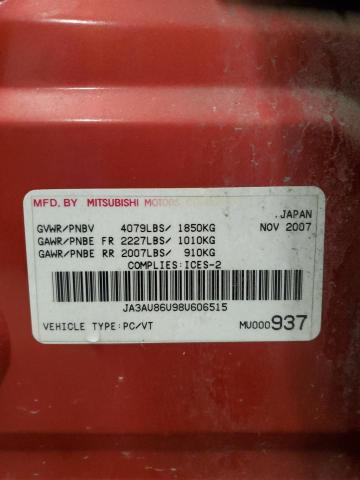 MFD. BY MITSUBISHI MOTORS
.JAPAN
GVWR/PNBV 4079LBS/ 1850KG NOV 2007
GAWR/PNBE FR 2227LBS/ 1010KG
GAWR/PNBE RR 2007LBS/ 910KG
COMPLIES:ICES-2
JA3AU86U98U606515
VEHICLE TYPE:PC/VT MU000937